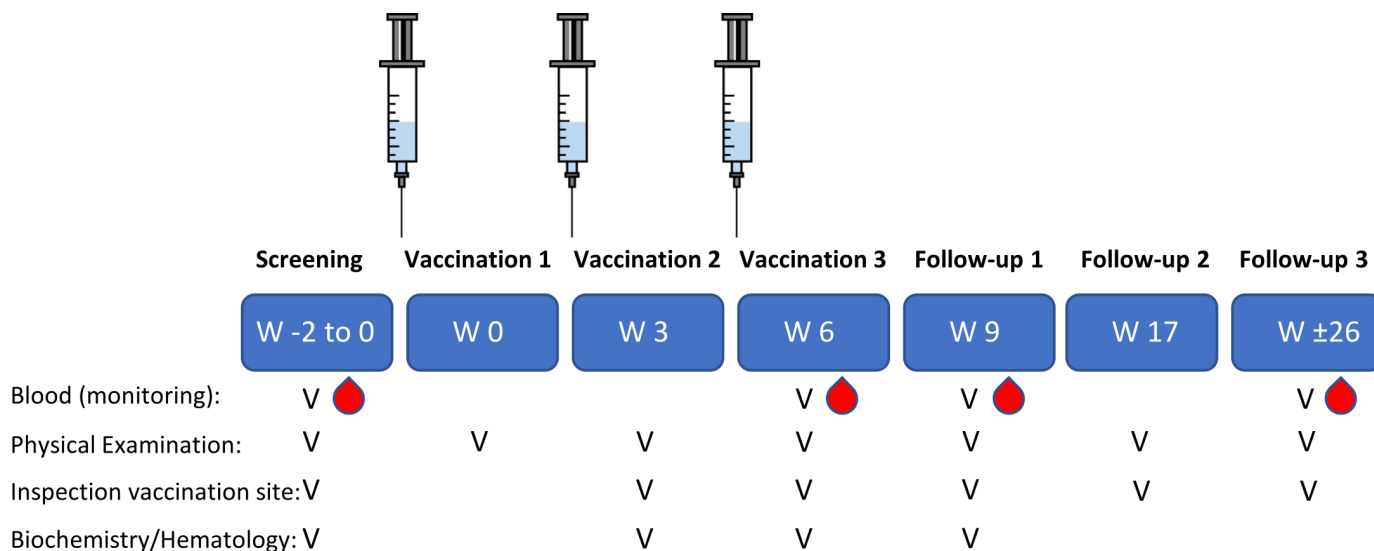 Screening Vaccination 1 Vaccination 2 Vaccination 3 Follow-up 1 Follow-up 2 Follow-up 3
W -2 to 0 W 0 W 3 W 6 W 9 W 17 W ±26
Blood (monitoring): V V V V
Physical Examination: V V V V V V V
Inspection vaccination site: V V V V V V
Biochemistry/Hematology: V V V V